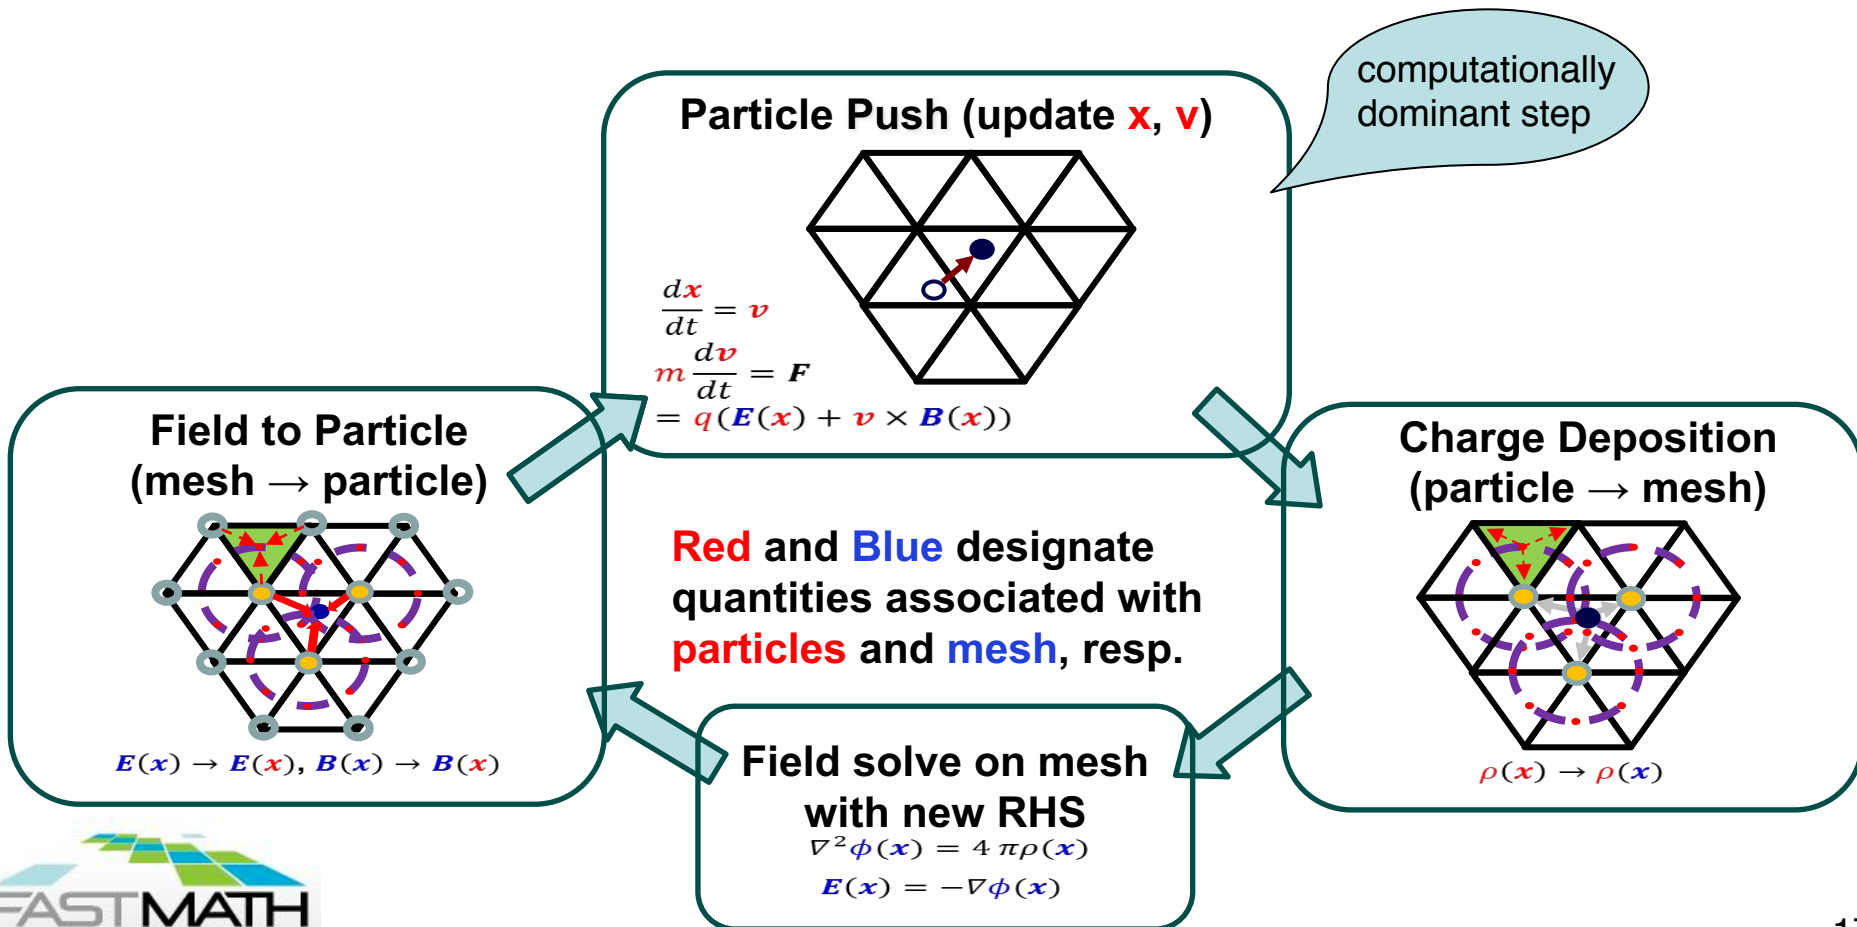 computationally
dominant step
Particle Push (update x, v)
dx/dt = v
m dv/dt = F
= q(E(x) + v × B(x))
Field to Particle
(mesh → particle)
E(x) → E(x), B(x) → B(x)
Charge Deposition
(particle → mesh)
ρ(x) → ρ(x)
Red and Blue designate
quantities associated with
particles and mesh, resp.
Field solve on mesh
with new RHS
∇²ϕ(x) = 4 πρ(x)
E(x) = −∇ϕ(x)
FASTMATH